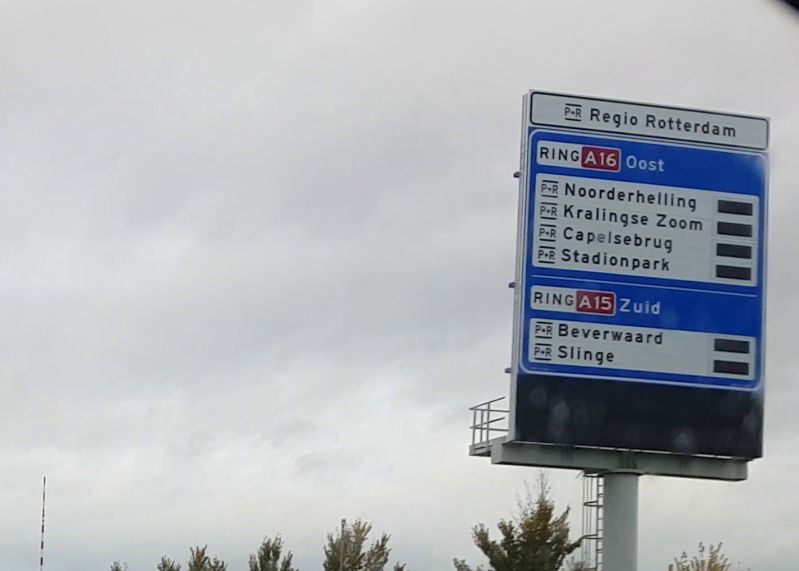 P+R Regio Rotterdam
RING A16 Oost
P+R Noorderhelling
P+R Kralingse Zoom
P+R Capelsebrug
P+R Stadionpark
RING A15 Zuid
P+R Beverwaard
P+R Slinge